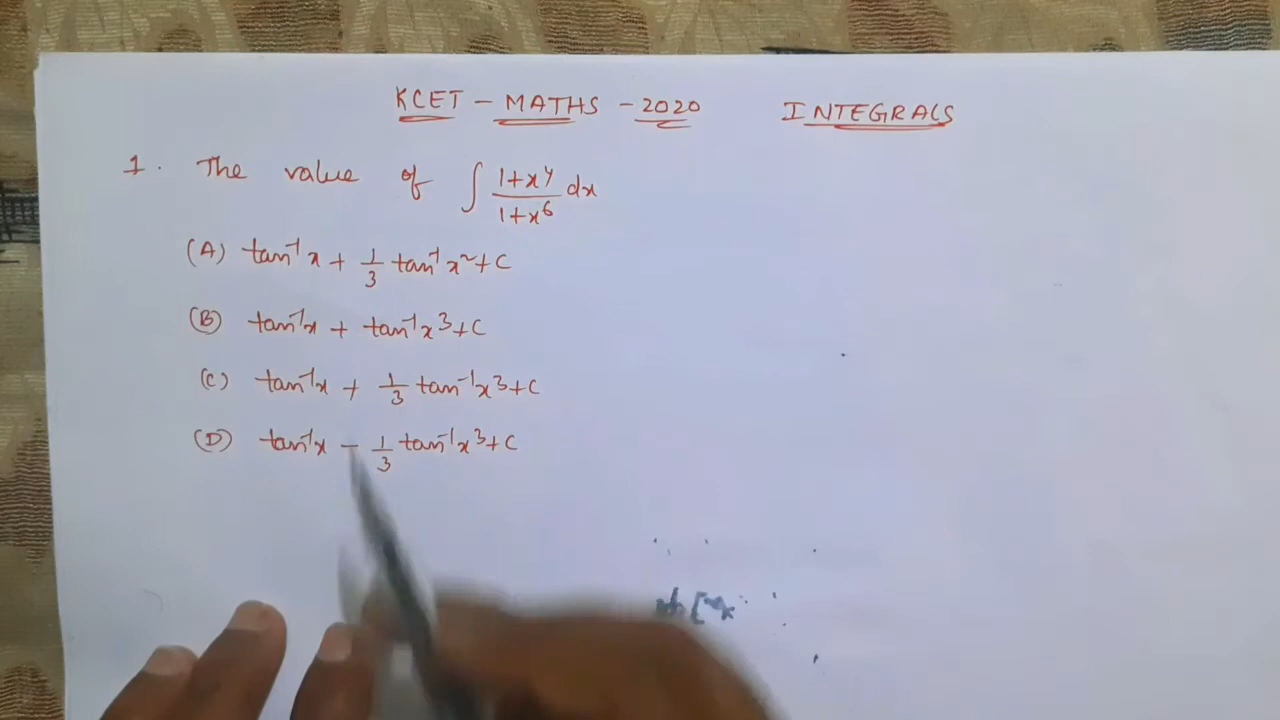 KCET - MATHS - 2020 INTEGRALS
1. The value of ∫ (1+x⁴)/(1+x⁶) dx
(A) tan⁻¹x + 1/3 tan⁻¹x² + C
(B) tan⁻¹x + tan⁻¹x³ + C
(C) tan⁻¹x + 1/3 tan⁻¹x³ + C
(D) tan⁻¹x - 1/3 tan⁻¹x³ + C